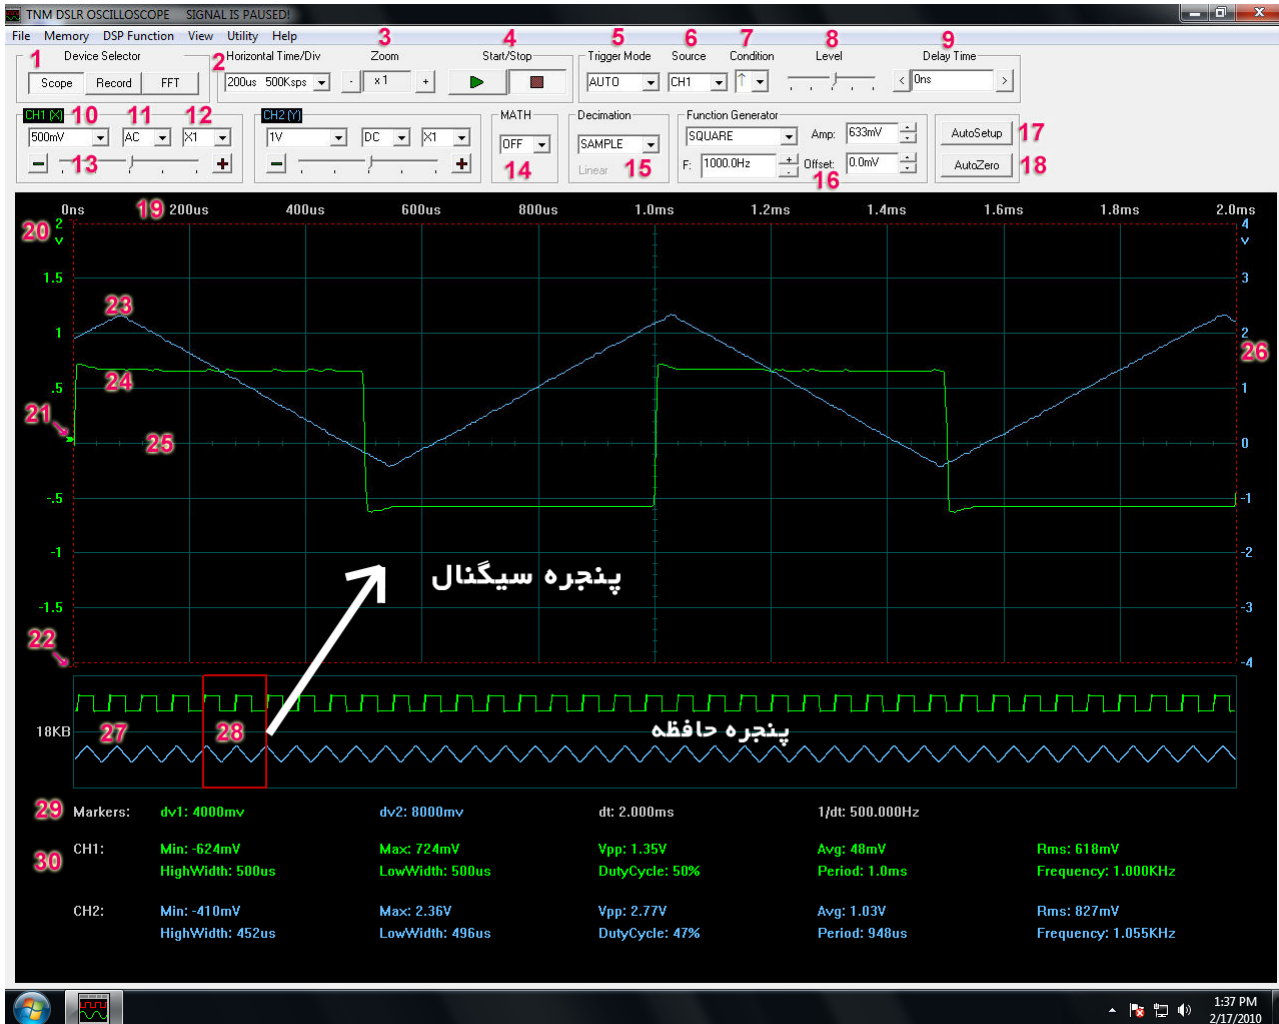 TNM DSLR OSCILLOSCOPE SIGNAL IS PAUSED!
File Memory DSP Function View Utility Help
1 Device Selector 2 Horizontal Time/Div 3 Zoom 4 Start/Stop 5 Trigger Mode 6 Source 7 Condition 8 Level 9 Delay Time
Scope Record FFT 200us 500Ksps - x1 + AUTO CH1 ↑ < 0ns >
CH1 (X) 10 11 12 CH2 (Y) MATH Decimation Function Generator
500mV AC X1 1V DC X1 OFF SAMPLE SQUARE Amp: 633mV AutoSetup 17
13 14 Linear 15 F: 1000.0Hz Offset: 0.0mV 16 AutoZero 18
0ns 19 200us 400us 600us 800us 1.0ms 1.2ms 1.4ms 1.6ms 1.8ms 2.0ms
20 2 4
v v
1.5 3
23
1 2
26
24
.5 1
21
25 0
-.5 -1
-1 -2
پنجره سیگنال
-1.5 -3
22
-4
18KB 27 28 پنجره حافظه
29 Markers: dv1: 4000mv dv2: 8000mv dt: 2.000ms 1/dt: 500.000Hz
30 CH1: Min: -624mV Max: 724mV Vpp: 1.35V Avg: 48mV Rms: 618mV
HighWidth: 500us LowWidth: 500us DutyCycle: 50% Period: 1.0ms Frequency: 1.000KHz
CH2: Min: -410mV Max: 2.36V Vpp: 2.77V Avg: 1.03V Rms: 827mV
HighWidth: 452us LowWidth: 496us DutyCycle: 47% Period: 948us Frequency: 1.055KHz
1:37 PM
2/17/2010